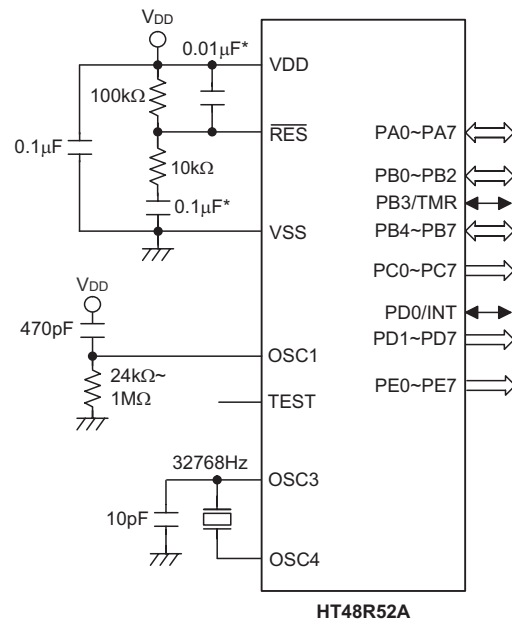 VDD
0.01µF*
VDD
100kΩ
RES
0.1µF
10kΩ
0.1µF*
VSS
VDD
470pF
OSC1
24kΩ~
1MΩ
TEST
32768Hz
OSC3
10pF
OSC4
PA0~PA7
PB0~PB2
PB3/TMR
PB4~PB7
PC0~PC7
PD0/INT
PD1~PD7
PE0~PE7
HT48R52A